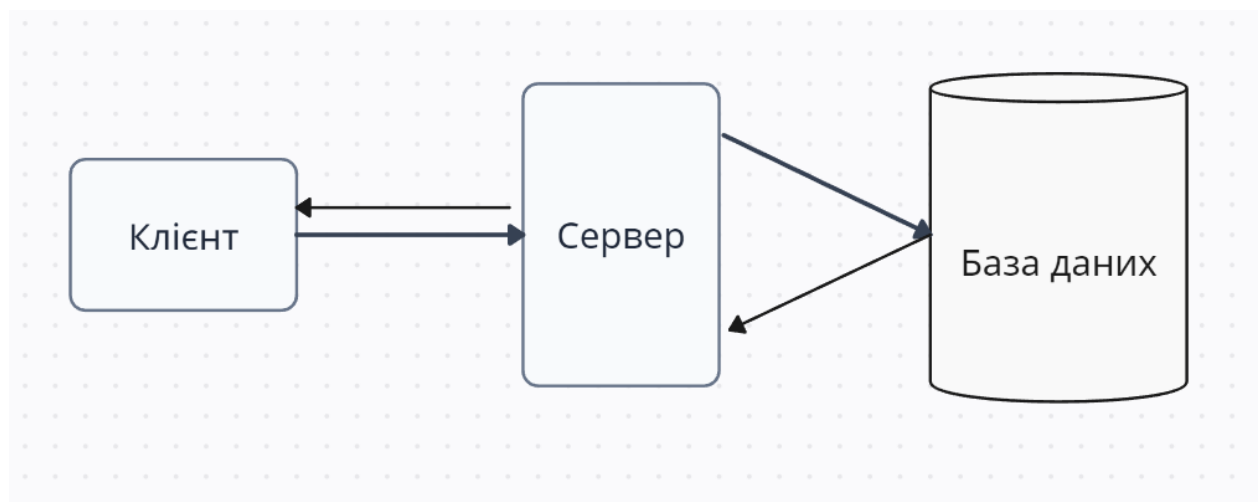 Клієнт
Сервер
База даних